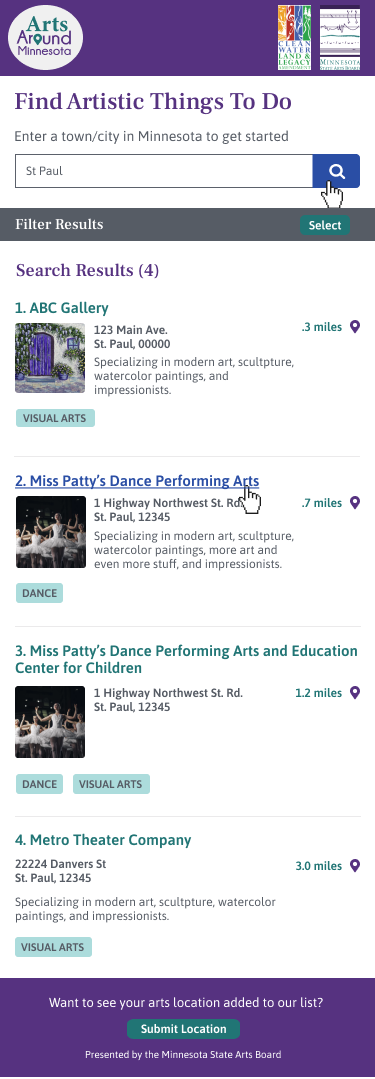 Arts
Around
Minnesota
CLEAN
WATER
LAND &
LEGACY
AMENDMENT
MINNESOTA
STATE ARTS BOARD
Find Artistic Things To Do
Enter a town/city in Minnesota to get started
St Paul
Filter Results
Select
Search Results (4)
1. ABC Gallery
123 Main Ave.
St. Paul, 00000
.3 miles
Specializing in modern art, scultpture,
watercolor paintings, and
impressionists.
VISUAL ARTS
2. Miss Patty's Dance Performing Arts
1 Highway Northwest St. Rd.
St. Paul, 12345
.7 miles
Specializing in modern art, scultpture,
watercolor paintings, more art and
even more stuff, and impressionists.
DANCE
3. Miss Patty's Dance Performing Arts and Education
Center for Children
1 Highway Northwest St. Rd.
St. Paul, 12345
1.2 miles
DANCE
VISUAL ARTS
4. Metro Theater Company
22224 Danvers St
St. Paul, 12345
3.0 miles
Specializing in modern art, scultpture, watercolor
paintings, and impressionists.
VISUAL ARTS
Want to see your arts location added to our list?
Submit Location
Presented by the Minnesota State Arts Board